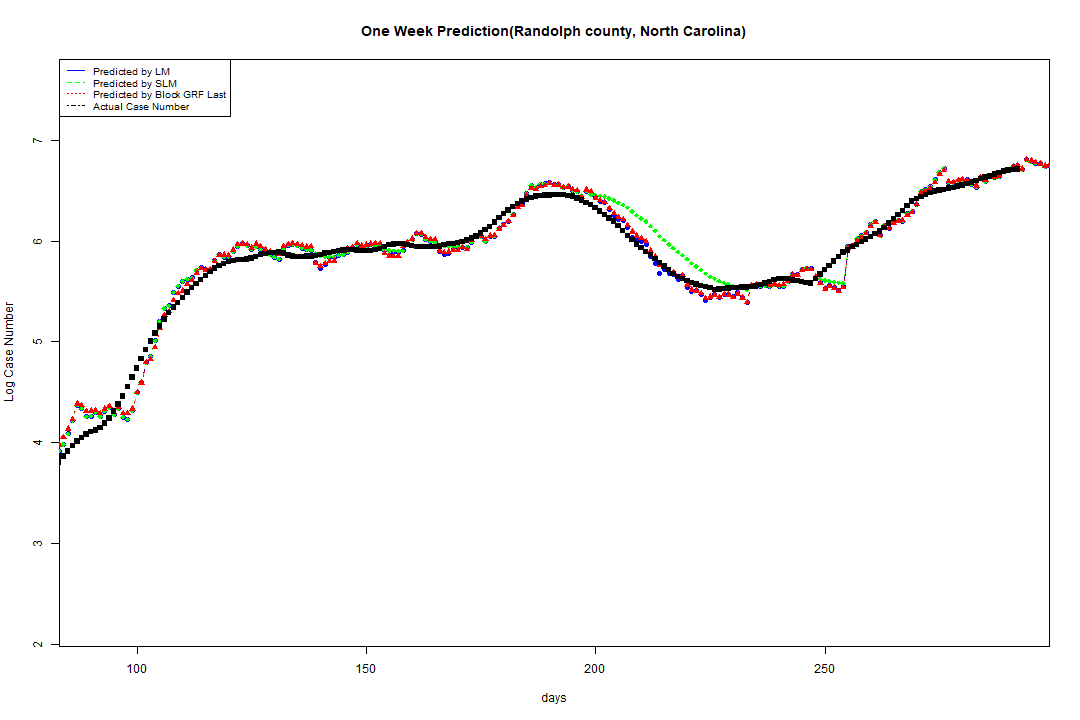 One Week Prediction(Randolph county, North Carolina)
Predicted by LM
Predicted by SLM
Predicted by Block GRF Last
Actual Case Number
7
6
5
4
3
2
Log Case Number
100 150 200 250
days